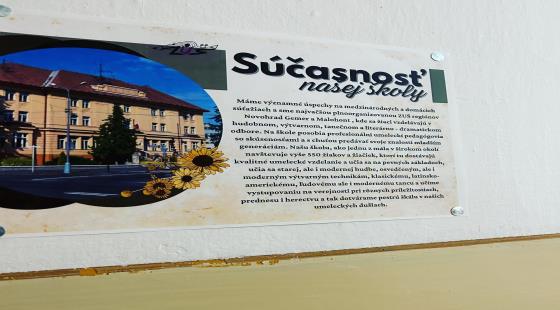 ZUŠ
Súčasnosť
našej školy
Máme významné úspechy na medzinárodných a domácich
súťažiach a sme najväčšou plnoorganizovanou ZUŠ regiónov
Novohrad Gemer a Malohont , kde sa žiaci vzdelávajú v
hudobnom, výtvarnom, tanečnom a literárno - dramatickom
odbore. Na škole pôsobia profesionálni umeleckí pedagógovia
so skúsenosťami a s chuťou predávať svoje znalosti mladším
generáciám. Našu školu, ako jednu z mála v širokom okolí
navštevuje vyše 550 žiakov a žiačiek, ktorí tu dostávajú
kvalitné umelecké vzdelanie a učia sa na pevných základoch,
učia sa starej, ale i modernej hudbe, osvedčeným, ale i
moderným výtvarným technikám, klasickému, latinsko-
americkému, ľudovému ale i modernému tancu a učíme
vystupovaniu na verejnosti pri rôznych príležitostiach,
prednesu i herectvu a tak dotvárame pestrú škálu v našich
umeleckých dušiach.